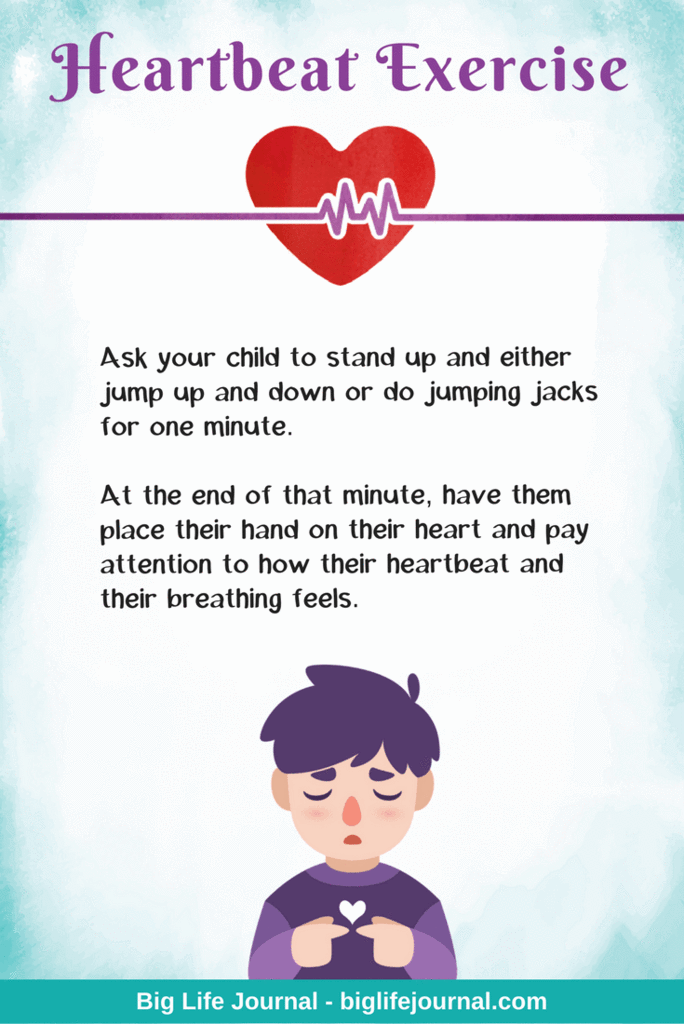 Heartbeat Exercise
Ask your child to stand up and either
jump up and down or do jumping jacks
for one minute.
At the end of that minute, have them
place their hand on their heart and pay
attention to how their heartbeat and
their breathing feels.
Big Life Journal - biglifejournal.com